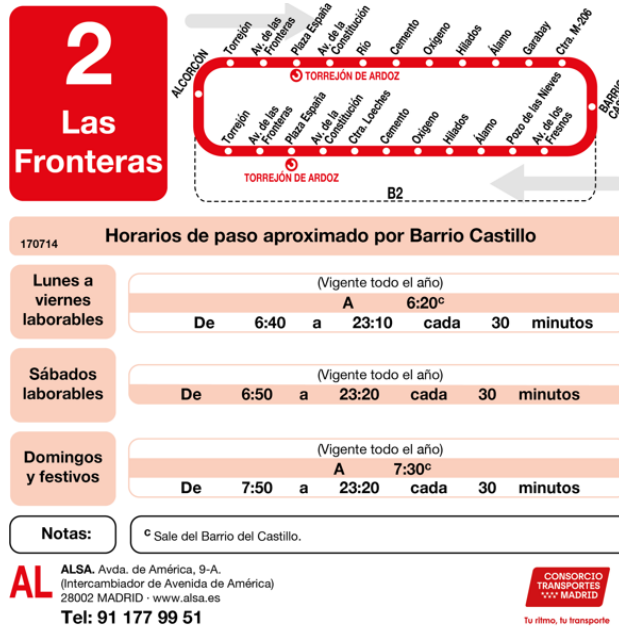 2
Las
Fronteras
ALCORCÓN
Torrejón
Av. de las
Fronteras
Plaza España
Av. de la
Constitución
Río
Cemento
Oxígeno
Hilados
Álamo
Garabay
Ctra. M-206
TORREJÓN DE ARDOZ
BARRIO
Torrejón
Av. de las
Fronteras
Plaza España
Av. de la
Constitución
Ctra. Loeches
Cemento
Oxígeno
Hilados
Álamo
Pozo de las Nieves
Av. de los
Fresnos
TORREJÓN DE ARDOZ
B2
170714 Horarios de paso aproximado por Barrio Castillo
Lunes a
viernes
laborables
(Vigente todo el año)
A 6:20ᶜ
De 6:40 a 23:10 cada 30 minutos
Sábados
laborables
(Vigente todo el año)
De 6:50 a 23:20 cada 30 minutos
Domingos
y festivos
(Vigente todo el año)
A 7:30ᶜ
De 7:50 a 23:20 cada 30 minutos
Notas:
ᶜ Sale del Barrio del Castillo.
AL
ALSA. Avda. de América, 9-A.
(Intercambiador de Avenida de América)
28002 MADRID · www.alsa.es
Tel: 91 177 99 51
CONSORCIO
TRANSPORTES
MADRID
Tu ritmo, tu transporte